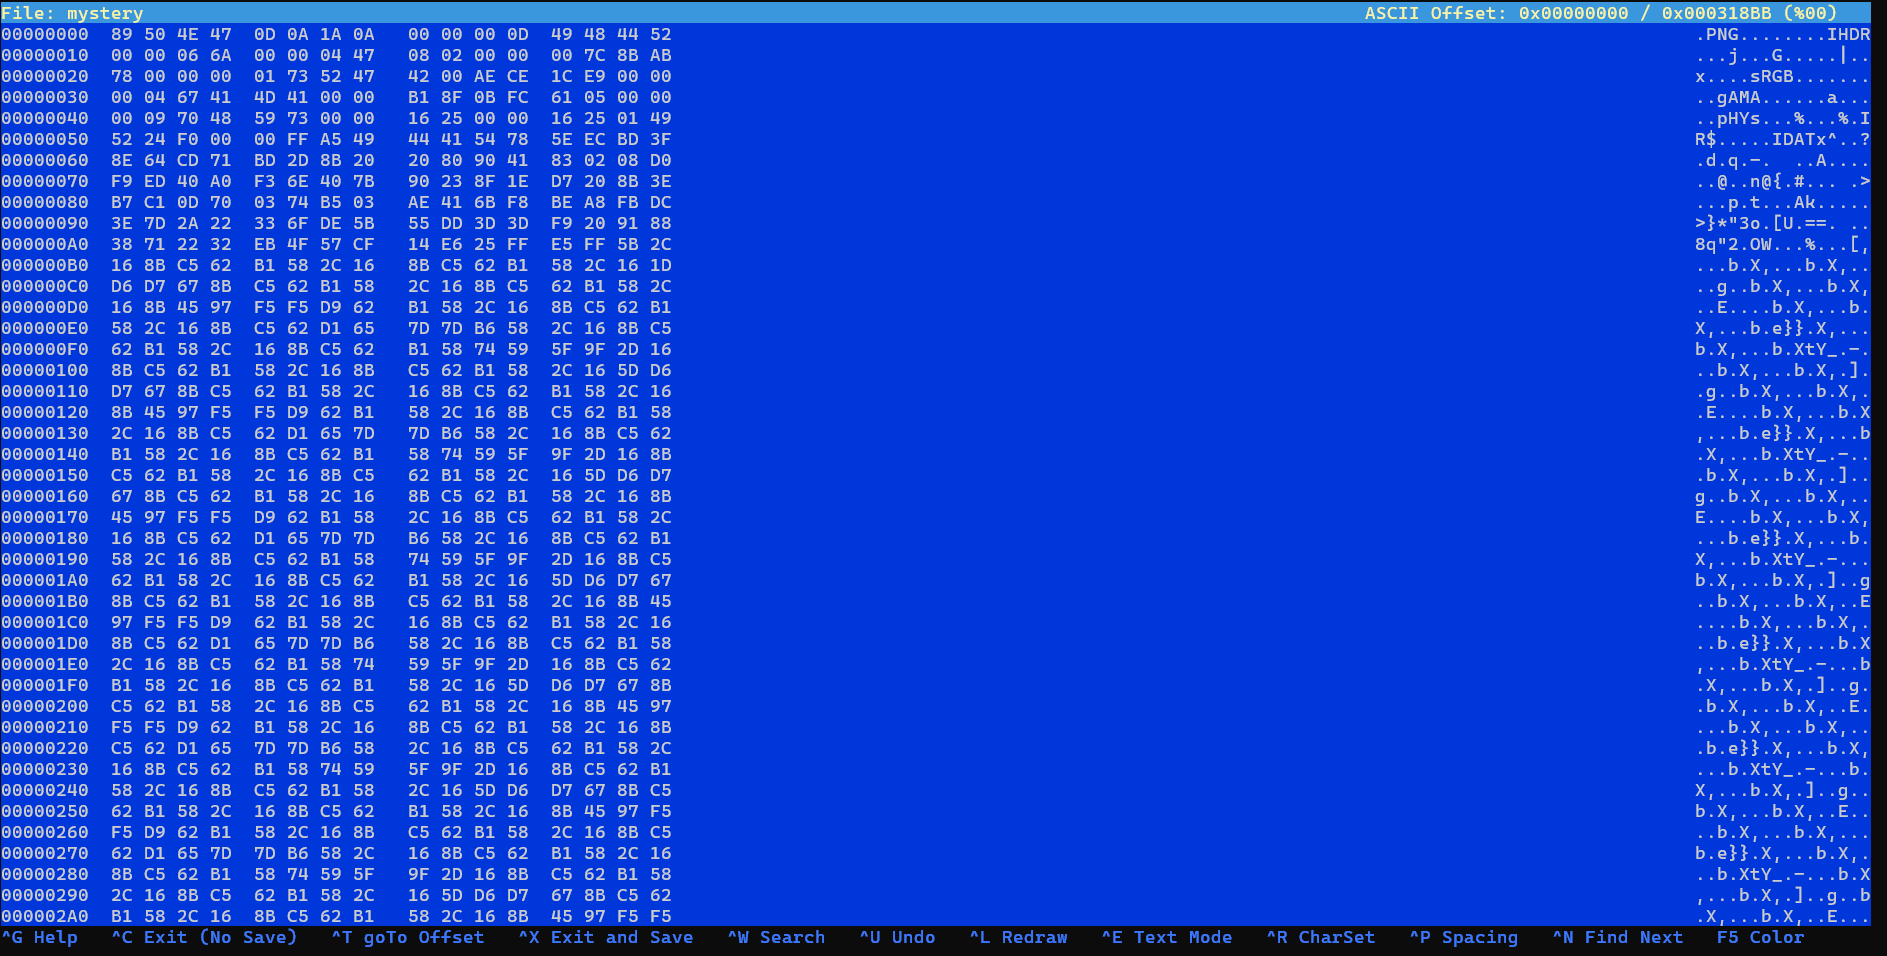 File: mystery ASCII Offset: 0x00000000 / 0x000318BB (%00)
00000000 89 50 4E 47 0D 0A 1A 0A 00 00 00 0D 49 48 44 52 .PNG........IHDR
00000010 00 00 06 6A 00 00 04 47 08 02 00 00 00 7C 8B AB ...j...G.....|..
00000020 78 00 00 00 01 73 52 47 42 00 AE CE 1C E9 00 00 x....sRGB.......
00000030 00 04 67 41 4D 41 00 00 B1 8F 0B FC 61 05 00 00 ..gAMA......a...
00000040 00 09 70 48 59 73 00 00 16 25 00 00 16 25 01 49 ..pHYs...%...%.I
00000050 52 24 F0 00 00 FF A5 49 44 41 54 78 5E EC BD 3F R$.....IDATx^..?
00000060 8E 64 CD 71 BD 2D 8B 20 20 80 90 41 83 02 08 D0 .d.q.-.  ..A....
00000070 F9 ED 40 A0 F3 6E 40 7B 90 23 8F 1E D7 20 8B 3E ..@..n@{.#... .>
00000080 B7 C1 0D 70 03 74 B5 03 AE 41 6B F8 BE A8 FB DC ...p.t...Ak.....
00000090 3E 7D 2A 22 33 6F DE 5B 55 DD 3D 3D F9 20 91 88 >}*"3o.[U.==. ..
000000A0 38 71 22 32 EB 4F 57 CF 14 E6 25 FF E5 FF 5B 2C 8q"2.OW...%...[,
000000B0 16 8B C5 62 B1 58 2C 16 8B C5 62 B1 58 2C 16 1D ...b.X,...b.X,..
000000C0 D6 D7 67 8B C5 62 B1 58 2C 16 8B C5 62 B1 58 2C ..g..b.X,...b.X,
000000D0 16 8B 45 97 F5 F5 D9 62 B1 58 2C 16 8B C5 62 B1 ..E....b.X,...b.
000000E0 58 2C 16 8B C5 62 D1 65 7D 7D B6 58 2C 16 8B C5 X,...b.e}}.X,...
000000F0 62 B1 58 2C 16 8B C5 62 B1 58 74 59 5F 9F 2D 16 b.X,...b.XtY_.-.
00000100 8B C5 62 B1 58 2C 16 8B C5 62 B1 58 2C 16 5D D6 ..b.X,...b.X,.].
00000110 D7 67 8B C5 62 B1 58 2C 16 8B C5 62 B1 58 2C 16 .g..b.X,...b.X,.
00000120 8B 45 97 F5 F5 D9 62 B1 58 2C 16 8B C5 62 B1 58 .E....b.X,...b.X
00000130 2C 16 8B C5 62 D1 65 7D 7D B6 58 2C 16 8B C5 62 ,...b.e}}.X,...b
00000140 B1 58 2C 16 8B C5 62 B1 58 74 59 5F 9F 2D 16 8B .X,...b.XtY_.-..
00000150 C5 62 B1 58 2C 16 8B C5 62 B1 58 2C 16 5D D6 D7 .b.X,...b.X,.]..
00000160 67 8B C5 62 B1 58 2C 16 8B C5 62 B1 58 2C 16 8B g..b.X,...b.X,..
00000170 45 97 F5 F5 D9 62 B1 58 2C 16 8B C5 62 B1 58 2C E....b.X,...b.X,
00000180 16 8B C5 62 D1 65 7D 7D B6 58 2C 16 8B C5 62 B1 ...b.e}}.X,...b.
00000190 58 2C 16 8B C5 62 B1 58 74 59 5F 9F 2D 16 8B C5 X,...b.XtY_.-...
000001A0 62 B1 58 2C 16 8B C5 62 B1 58 2C 16 5D D6 D7 67 b.X,...b.X,.]..g
000001B0 8B C5 62 B1 58 2C 16 8B C5 62 B1 58 2C 16 8B 45 ..b.X,...b.X,..E
000001C0 97 F5 F5 D9 62 B1 58 2C 16 8B C5 62 B1 58 2C 16 ....b.X,...b.X,.
000001D0 8B C5 62 D1 65 7D 7D B6 58 2C 16 8B C5 62 B1 58 ..b.e}}.X,...b.X
000001E0 2C 16 8B C5 62 B1 58 74 59 5F 9F 2D 16 8B C5 62 ,...b.XtY_.-...b
000001F0 B1 58 2C 16 8B C5 62 B1 58 2C 16 5D D6 D7 67 8B .X,...b.X,.]..g.
00000200 C5 62 B1 58 2C 16 8B C5 62 B1 58 2C 16 8B 45 97 .b.X,...b.X,..E.
00000210 F5 F5 D9 62 B1 58 2C 16 8B C5 62 B1 58 2C 16 8B ...b.X,...b.X,..
00000220 C5 62 D1 65 7D 7D B6 58 2C 16 8B C5 62 B1 58 2C .b.e}}.X,...b.X,
00000230 16 8B C5 62 B1 58 74 59 5F 9F 2D 16 8B C5 62 B1 ...b.XtY_.-...b.
00000240 58 2C 16 8B C5 62 B1 58 2C 16 5D D6 D7 67 8B C5 X,...b.X,.]..g..
00000250 62 B1 58 2C 16 8B C5 62 B1 58 2C 16 8B 45 97 F5 b.X,...b.X,..E..
00000260 F5 D9 62 B1 58 2C 16 8B C5 62 B1 58 2C 16 8B C5 ..b.X,...b.X,...
00000270 62 D1 65 7D 7D B6 58 2C 16 8B C5 62 B1 58 2C 16 b.e}}.X,...b.X,.
00000280 8B C5 62 B1 58 74 59 5F 9F 2D 16 8B C5 62 B1 58 ..b.XtY_.-...b.X
00000290 2C 16 8B C5 62 B1 58 2C 16 5D D6 D7 67 8B C5 62 ,...b.X,.]..g..b
000002A0 B1 58 2C 16 8B C5 62 B1 58 2C 16 8B 45 97 F5 F5 .X,...b.X,..E...
^G Help ^C Exit (No Save) ^T goTo Offset ^X Exit and Save ^W Search ^U Undo ^L Redraw ^E Text Mode ^R CharSet ^P Spacing ^N Find Next F5 Color